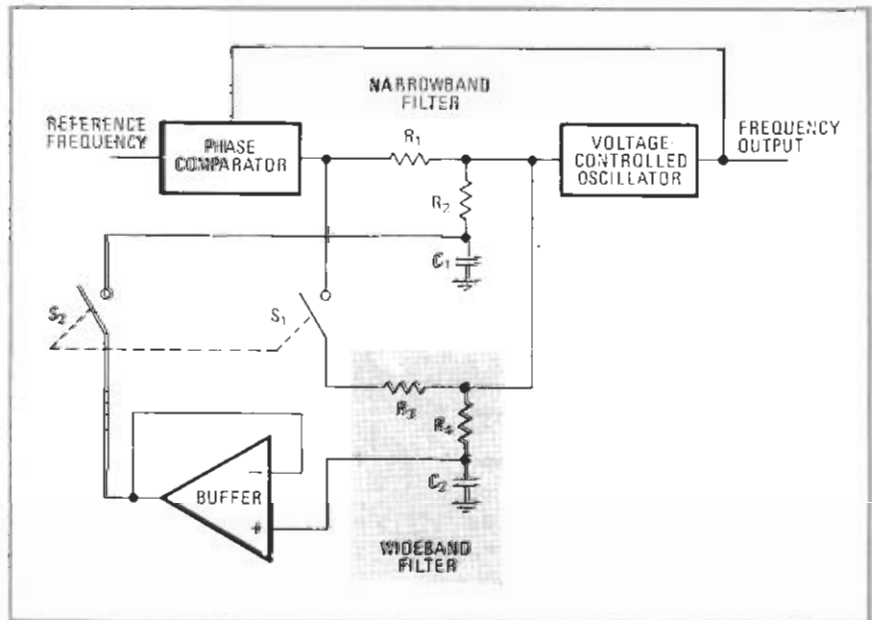 NARROWBAND
FILTER
REFERENCE
FREQUENCY
PHASE
COMPARATOR
R₁
VOLTAGE-
CONTROLLED
OSCILLATOR
FREQUENCY
OUTPUT
R₂
C₁
S₂
S₁
R₃
R₄
C₂
BUFFER
−
+
WIDEBAND
FILTER